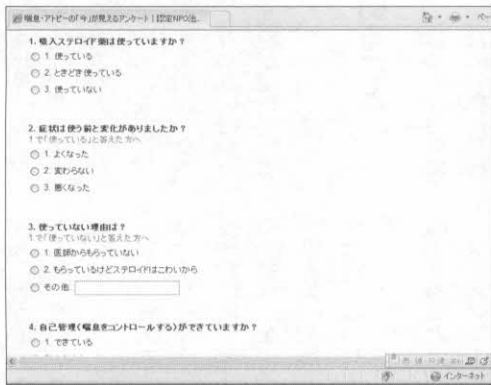 喘息・アトピーの「今」が見えるアンケート | 認定NPO法...
1. 吸入ステロイド薬は使っていますか？
1. 使っている
2. ときどき使っている
3. 使っていない
2. 症状は使う前と変化がありましたか？
1で「使っている」と答えた方へ
1. よくなった
2. 変わらない
3. 悪くなった
3. 使っていない理由は？
1で「使っていない」と答えた方へ
1. 医師からもらっていない
2. もらっているけどステロイドはこわいから
その他:
4. 自己管理(喘息をコントロールする)ができていますか？
1. できている
インターネット